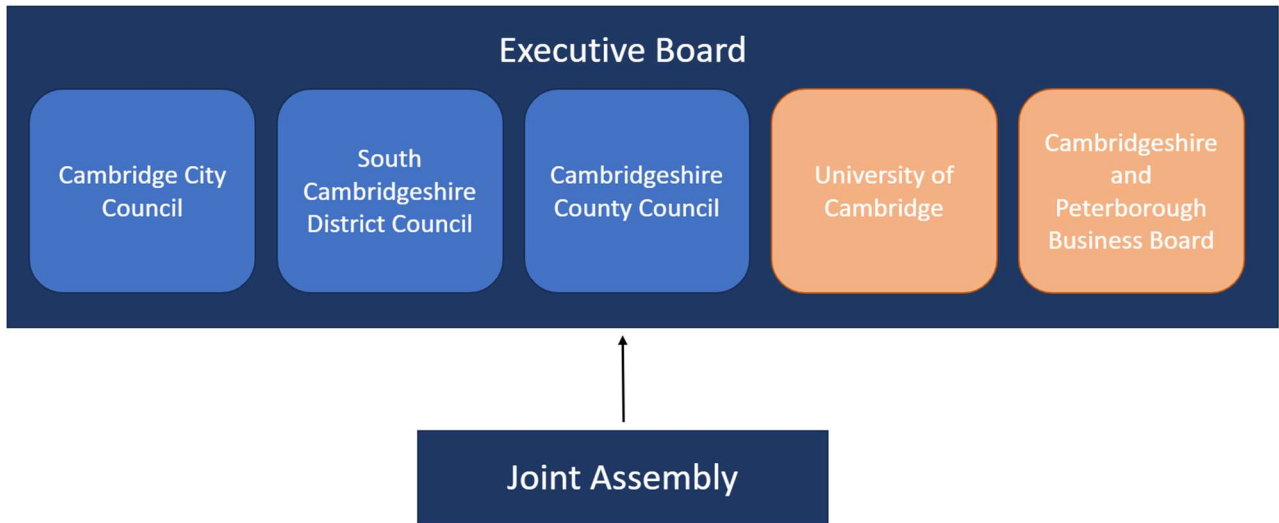 Executive Board
Cambridge City
Council
South
Cambridgeshire
District Council
Cambridgeshire
County Council
University of
Cambridge
Cambridgeshire
and
Peterborough
Business Board
Joint Assembly